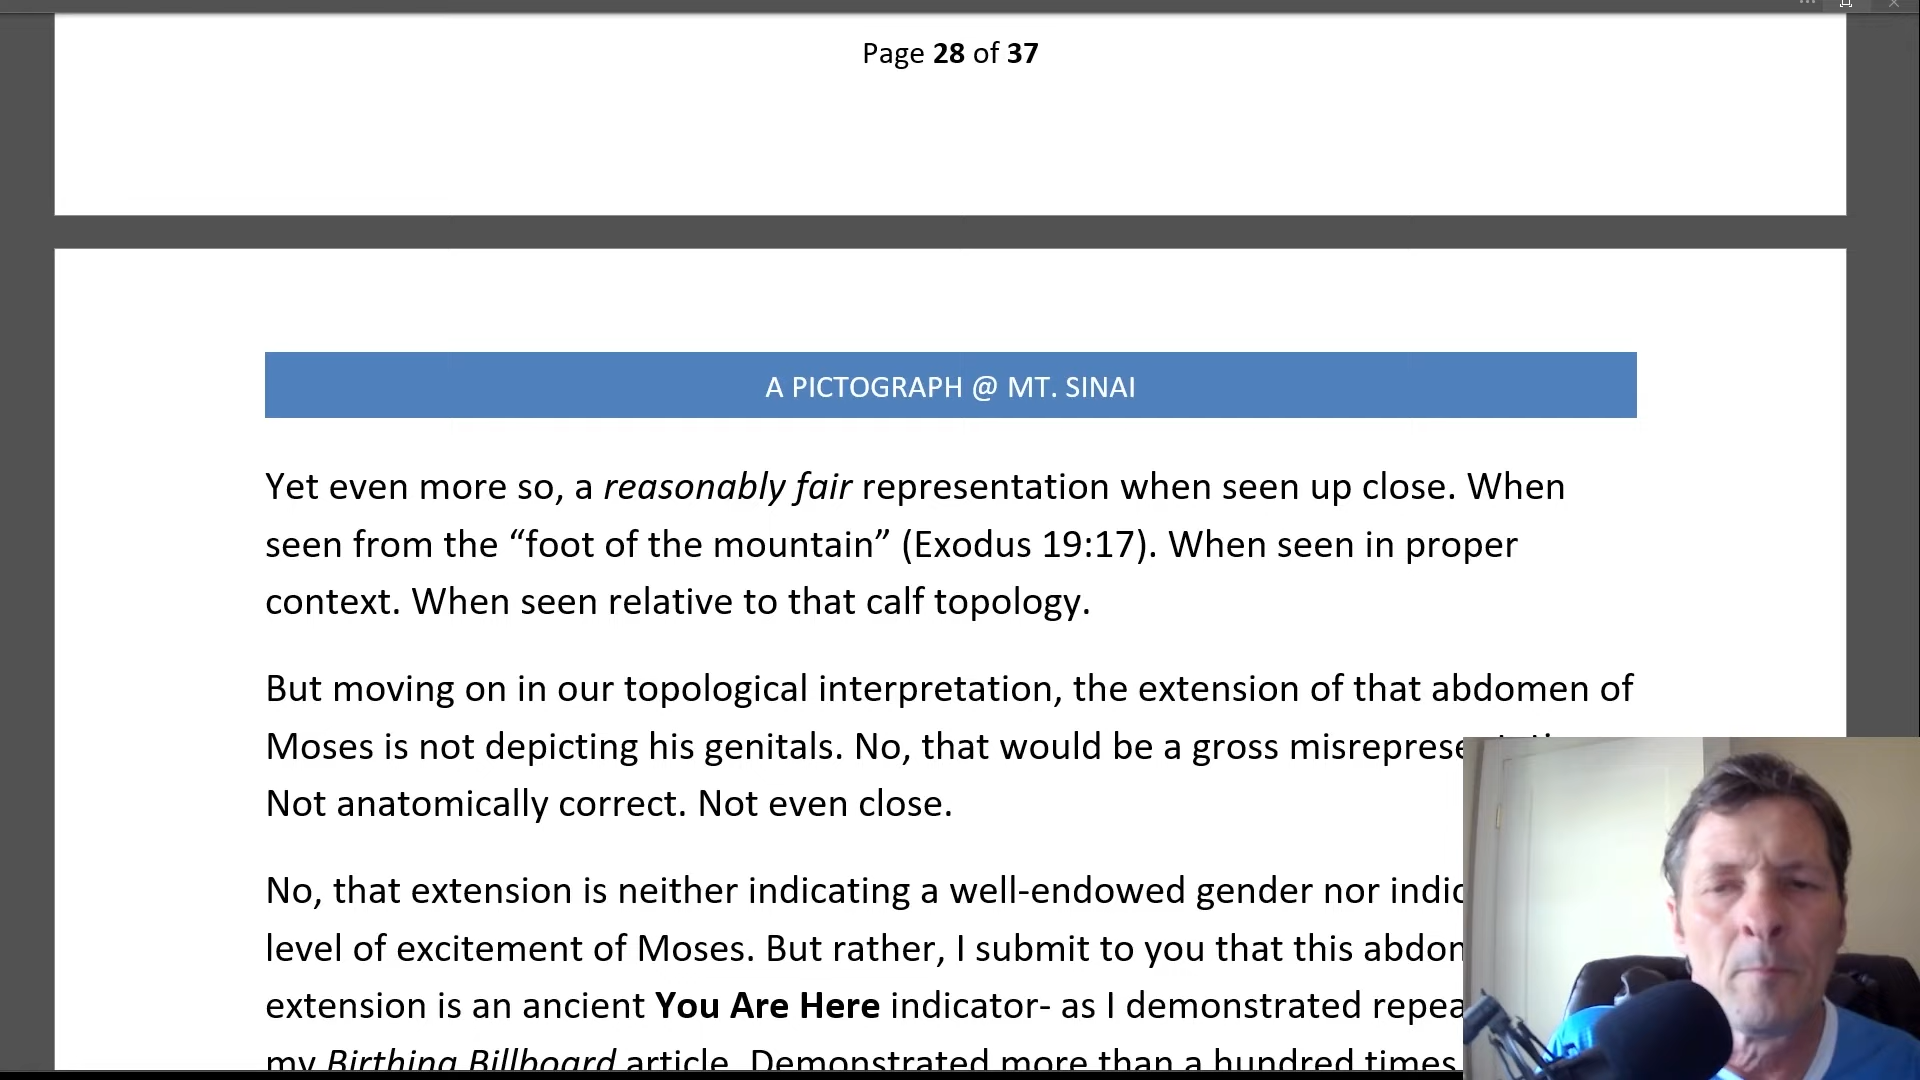 Page 28 of 37
A PICTOGRAPH @ MT. SINAI
Yet even more so, a reasonably fair representation when seen up close. When
seen from the “foot of the mountain” (Exodus 19:17). When seen in proper
context. When seen relative to that calf topology.
But moving on in our topological interpretation, the extension of that abdomen of
Moses is not depicting his genitals. No, that would be a gross
Not anatomically correct. Not even close.
No, that extension is neither indicating a well-endowed gender nor
level of excitement of Moses. But rather, I submit to you that this
extension is an ancient You Are Here indicator- as I demonstrated
my Birthing Billboard article. Demonstrated more than a hundred times